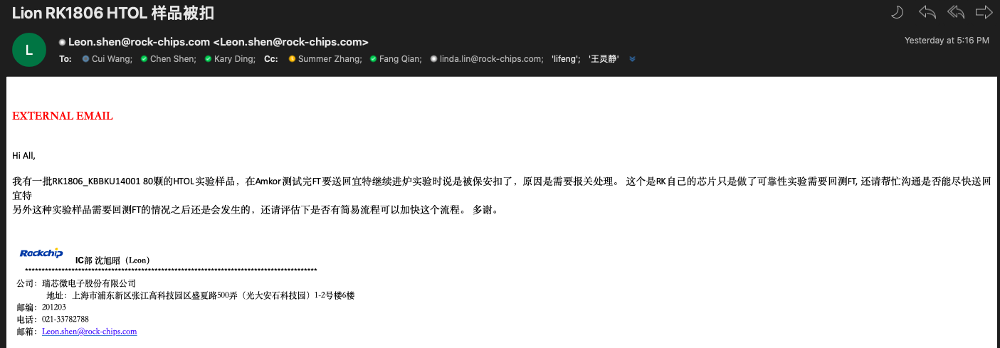 Lion RK1806 HTOL 样品被扣
L
Leon.shen@rock-chips.com <Leon.shen@rock-chips.com>
Yesterday at 5:16 PM
To: Cui Wang; Chen Shen; Kary Ding; Cc: Summer Zhang; Fang Qian; linda.lin@rock-chips.com; 'lifeng'; '王灵静'
EXTERNAL EMAIL
Hi All,
我有一批RK1806_KBBKU14001 80颗的HTOL实验样品，在Amkor测试完FT要送回宜特继续进炉实验时说是被保安扣了，原因是需要报关处理。 这个是RK自己的芯片只是做了可靠性实验需要回测FT, 还请帮忙沟通是否能尽快送回
宜特
另外这种实验样品需要回测FT的情况之后还是会发生的，还请评估下是否有简易流程可以加快这个流程。 多谢。
Rockchip IC部 沈旭昭（Leon）
****************************************************************************************
公司：瑞芯微电子股份有限公司
地址：上海市浦东新区张江高科技园区盛夏路500弄（光大安石科技园）1-2号楼6楼
邮编：201203
电话：021-33782788
邮箱：Leon.shen@rock-chips.com